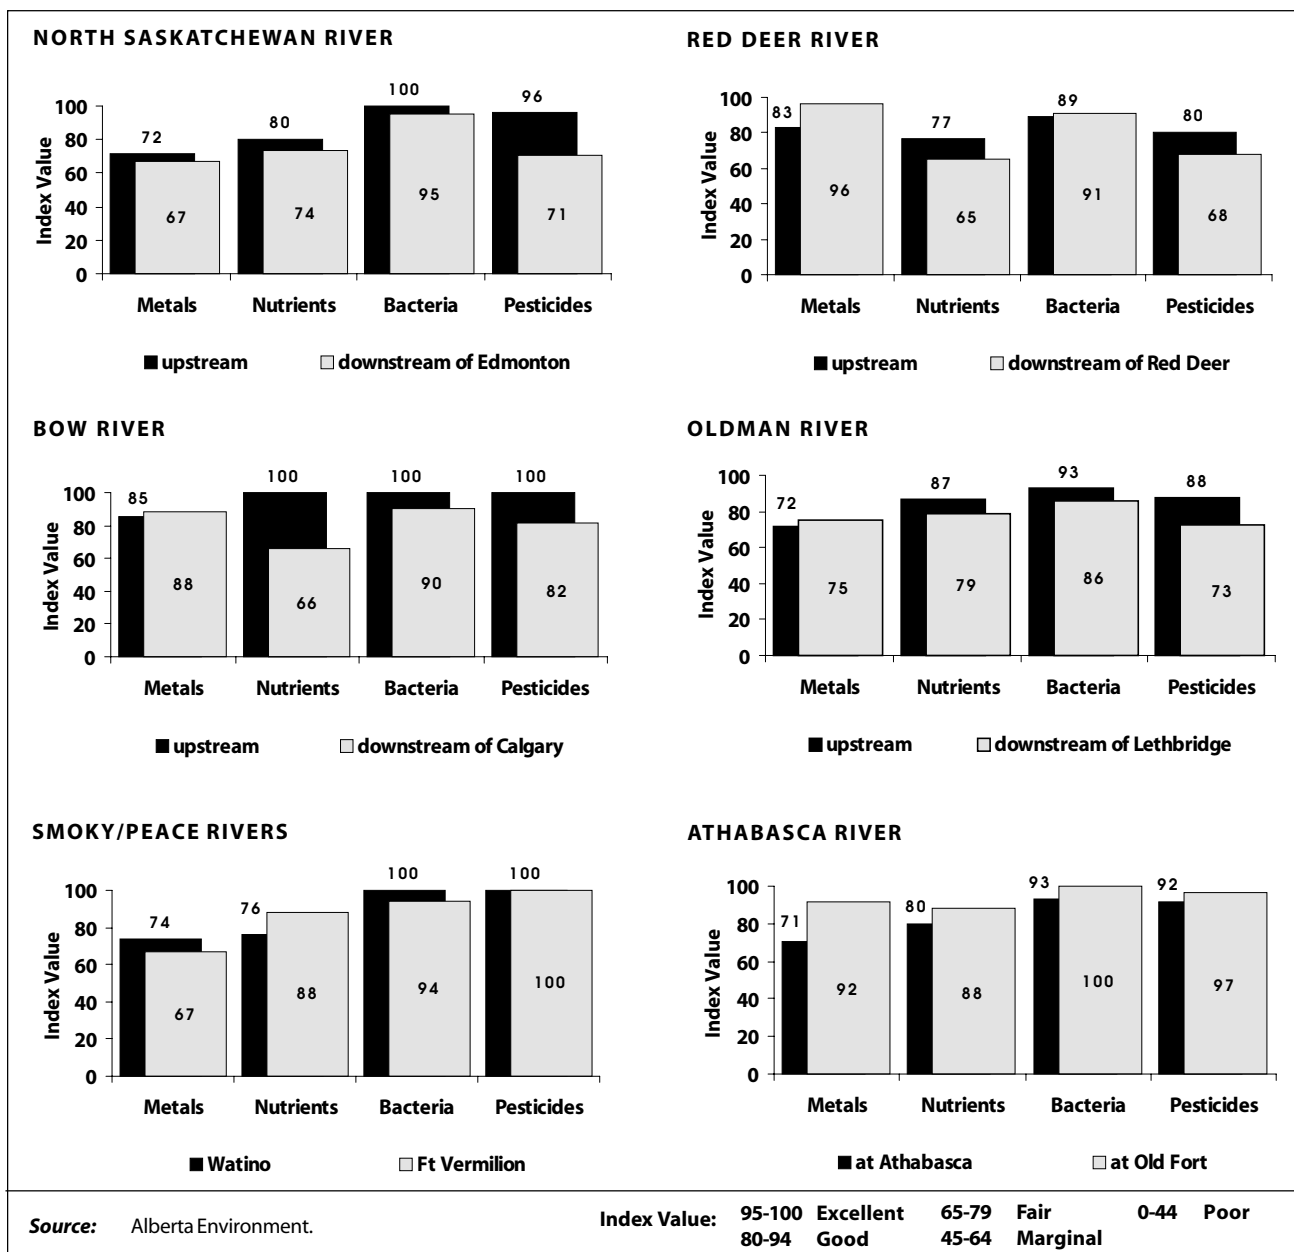 NORTH SASKATCHEWAN RIVER
Index Value
100
80
60
40
20
0
72 80 100 96
67 74 95 71
Metals Nutrients Bacteria Pesticides
upstream downstream of Edmonton
RED DEER RIVER
Index Value
100
80
60
40
20
0
83 77 89 80
96 65 91 68
Metals Nutrients Bacteria Pesticides
upstream downstream of Red Deer
BOW RIVER
Index Value
100
80
60
40
20
0
85 100 100 100
88 66 90 82
Metals Nutrients Bacteria Pesticides
upstream downstream of Calgary
OLDMAN RIVER
Index Value
100
80
60
40
20
0
72 87 93 88
75 79 86 73
Metals Nutrients Bacteria Pesticides
upstream downstream of Lethbridge
SMOKY/PEACE RIVERS
Index Value
100
80
60
40
20
0
74 76 100 100
67 88 94 100
Metals Nutrients Bacteria Pesticides
Watino Ft Vermilion
ATHABASCA RIVER
Index Value
100
80
60
40
20
0
71 80 93 92
92 88 100 97
Metals Nutrients Bacteria Pesticides
at Athabasca at Old Fort
Source: Alberta Environment.
Index Value: 95-100 Excellent 65-79 Fair 0-44 Poor
80-94 Good 45-64 Marginal